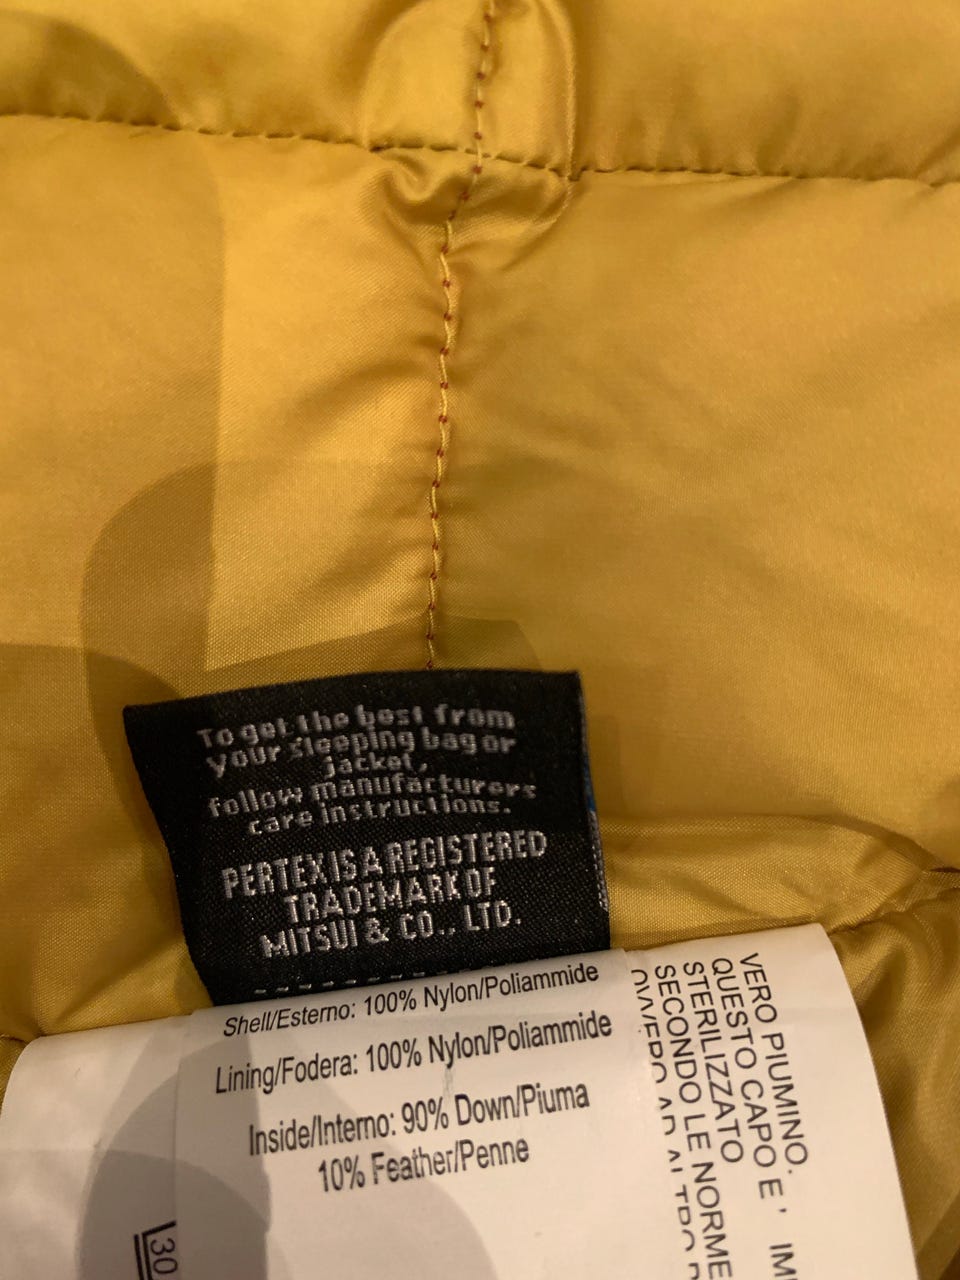 To get the best from
your sleeping bag or
jacket,
follow manufacturers
care instructions.
PERTEX IS A REGISTERED
TRADEMARK OF
MITSUI & CO., LTD.
Shell/Esterno: 100% Nylon/Poliammide
Lining/Fodera: 100% Nylon/Poliammide
Inside/Interno: 90% Down/Piuma
10% Feather/Penne
VERO PIUMINO.
QUESTO CAPO E' IM
STERILIZZATO
SECONDO LE NORME
30